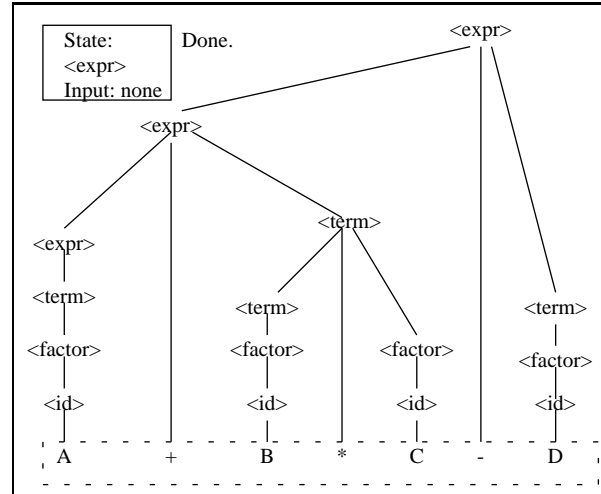 State: Done.
<expr>
Input: none
<expr>
<expr>
<term>
<expr>
<term> <term> <term>
<factor> <factor> <factor> <factor>
<id> <id> <id> <id>
A + B * C - D